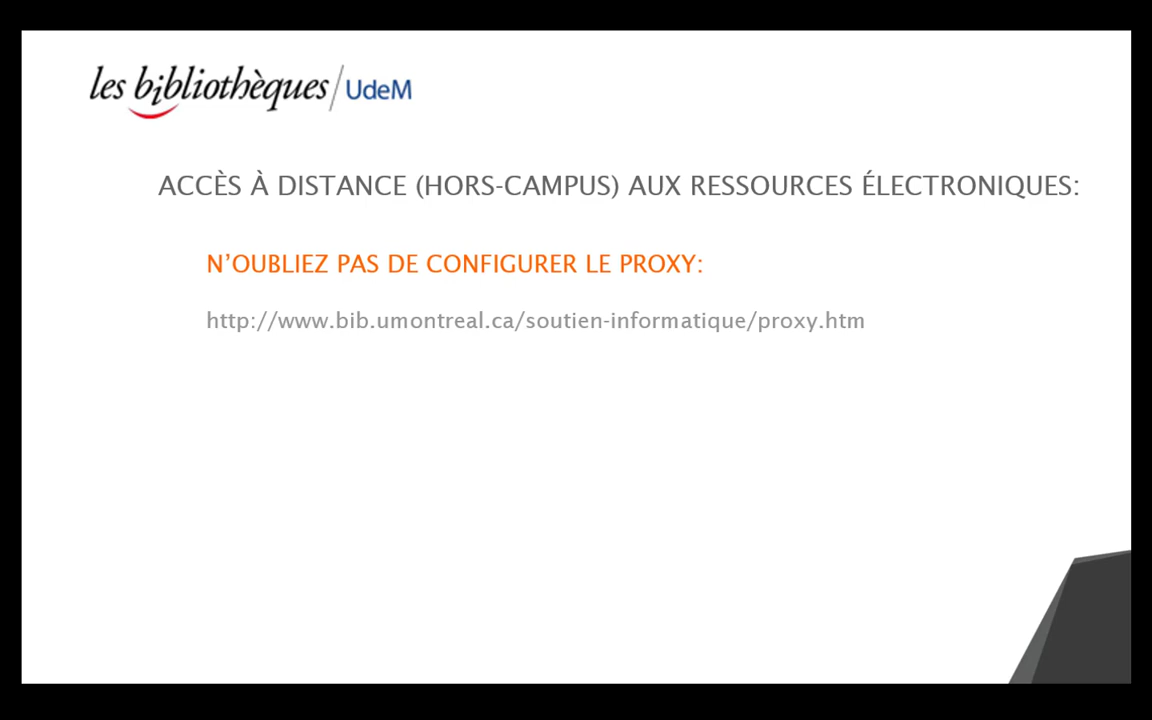 les bibliothèques/UdeM
ACCÈS À DISTANCE (HORS-CAMPUS) AUX RESSOURCES ÉLECTRONIQUES:
N’OUBLIEZ PAS DE CONFIGURER LE PROXY:
http://www.bib.umontreal.ca/soutien-informatique/proxy.htm